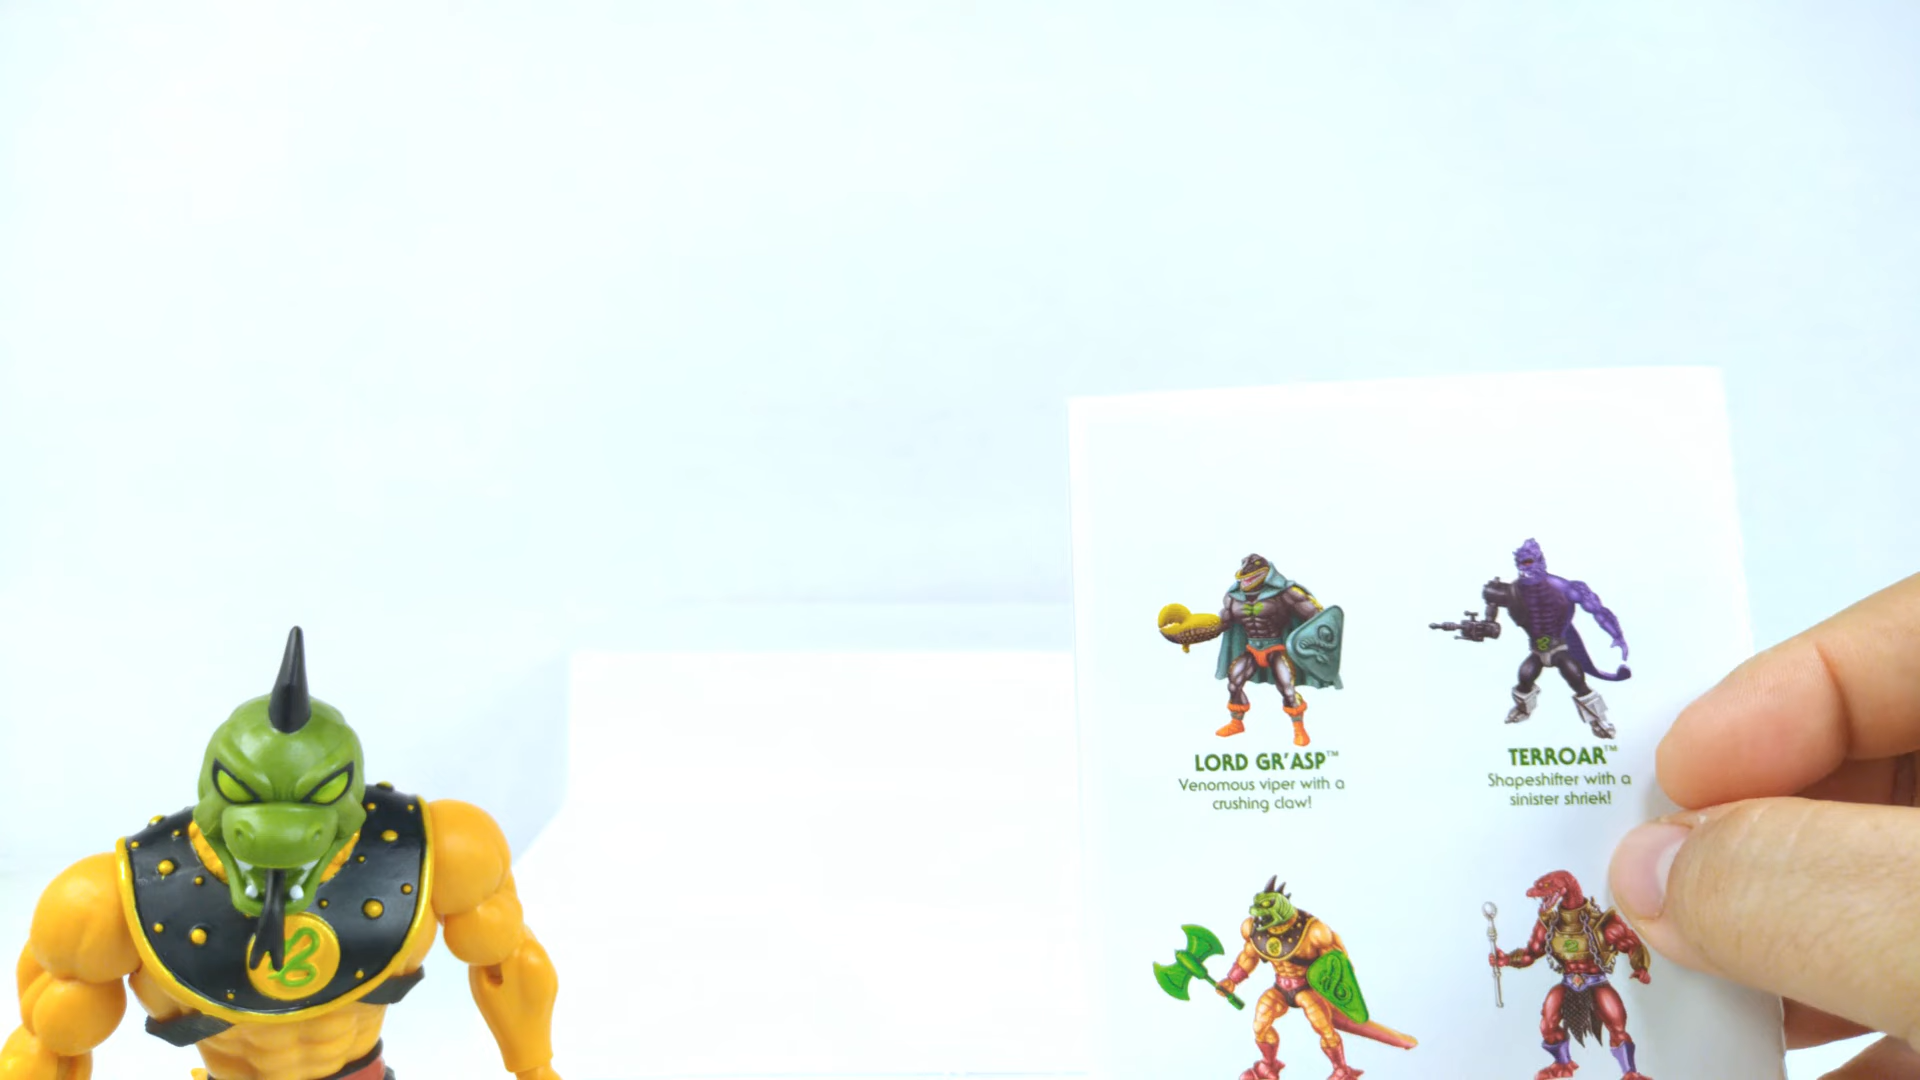 LORD GR'ASP™
Venomous viper with a
crushing claw!
TERROAR™
Shapeshifter with a
sinister shriek!